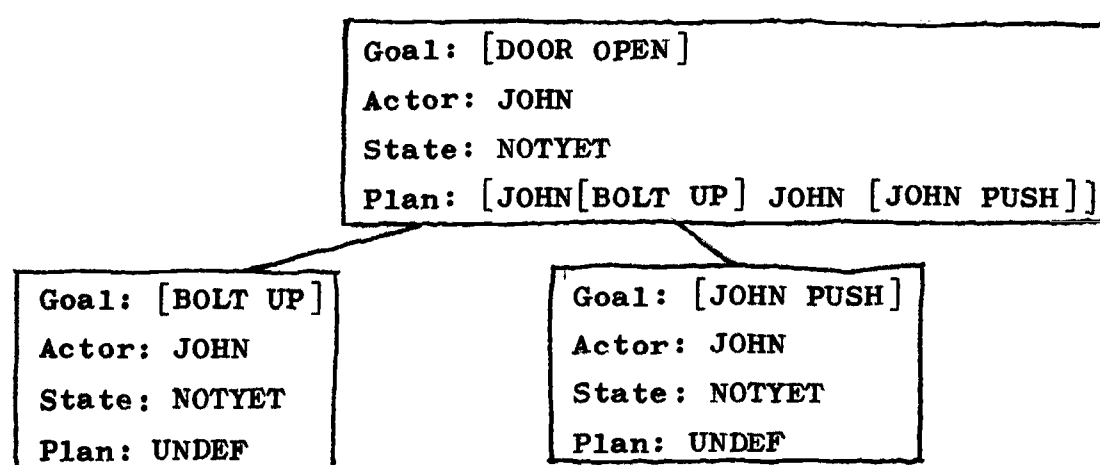 Goal: [DOOR OPEN]
Actor: JOHN
State: NOTYET
Plan: [JOHN[BOLT UP] JOHN [JOHN PUSH]]
Goal: [BOLT UP]
Actor: JOHN
State: NOTYET
Plan: UNDEF
Goal: [JOHN PUSH]
Actor: JOHN
State: NOTYET
Plan: UNDEF